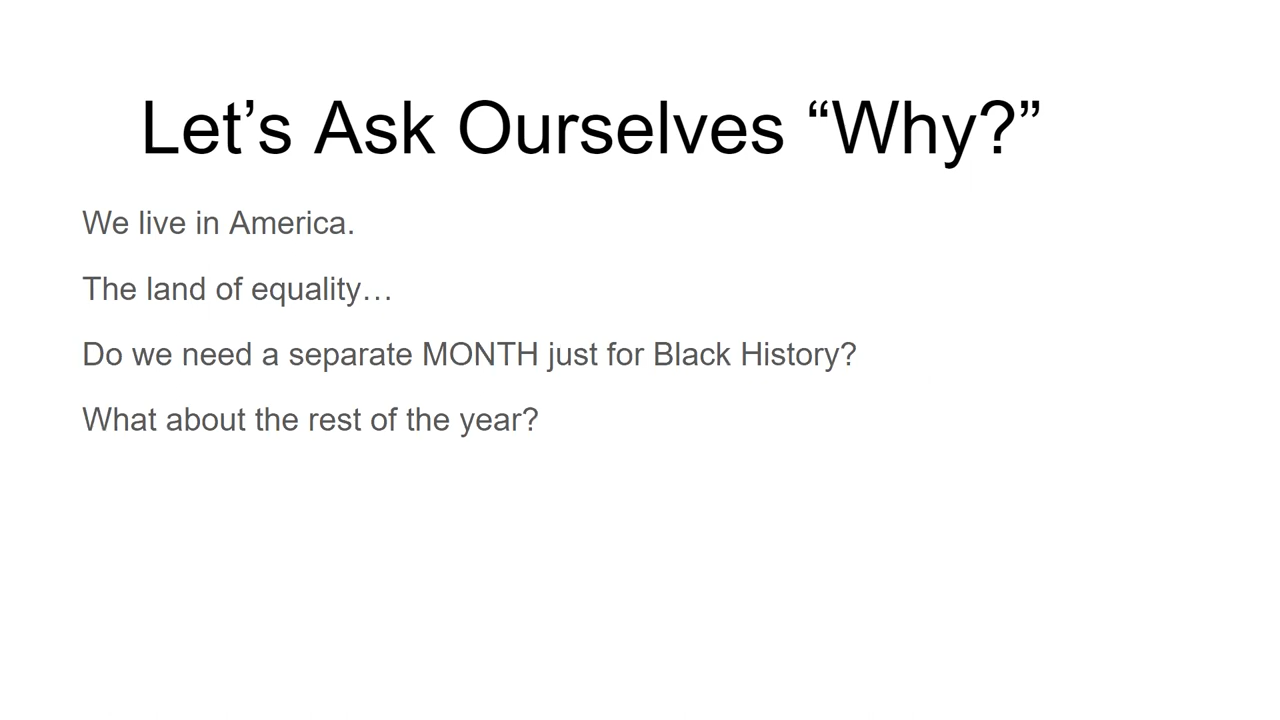 Let’s Ask Ourselves “Why?”
We live in America.
The land of equality…
Do we need a separate MONTH just for Black History?
What about the rest of the year?